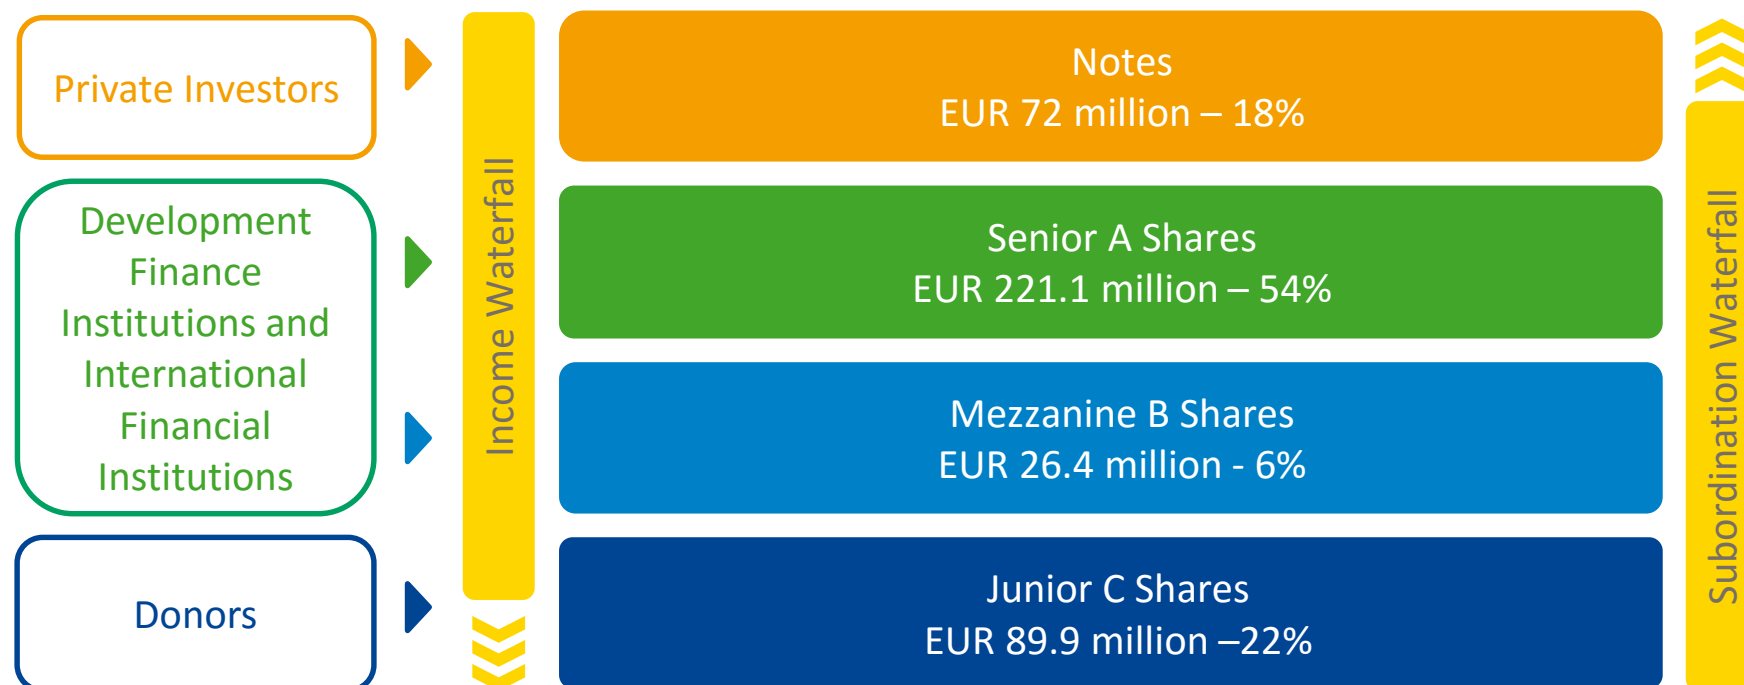 Private Investors
Income Waterfall
Notes
EUR 72 million – 18%
Subordination Waterfall
Development
Finance
Institutions and
International
Financial
Institutions
Senior A Shares
EUR 221.1 million – 54%
Mezzanine B Shares
EUR 26.4 million - 6%
Donors
Junior C Shares
EUR 89.9 million –22%